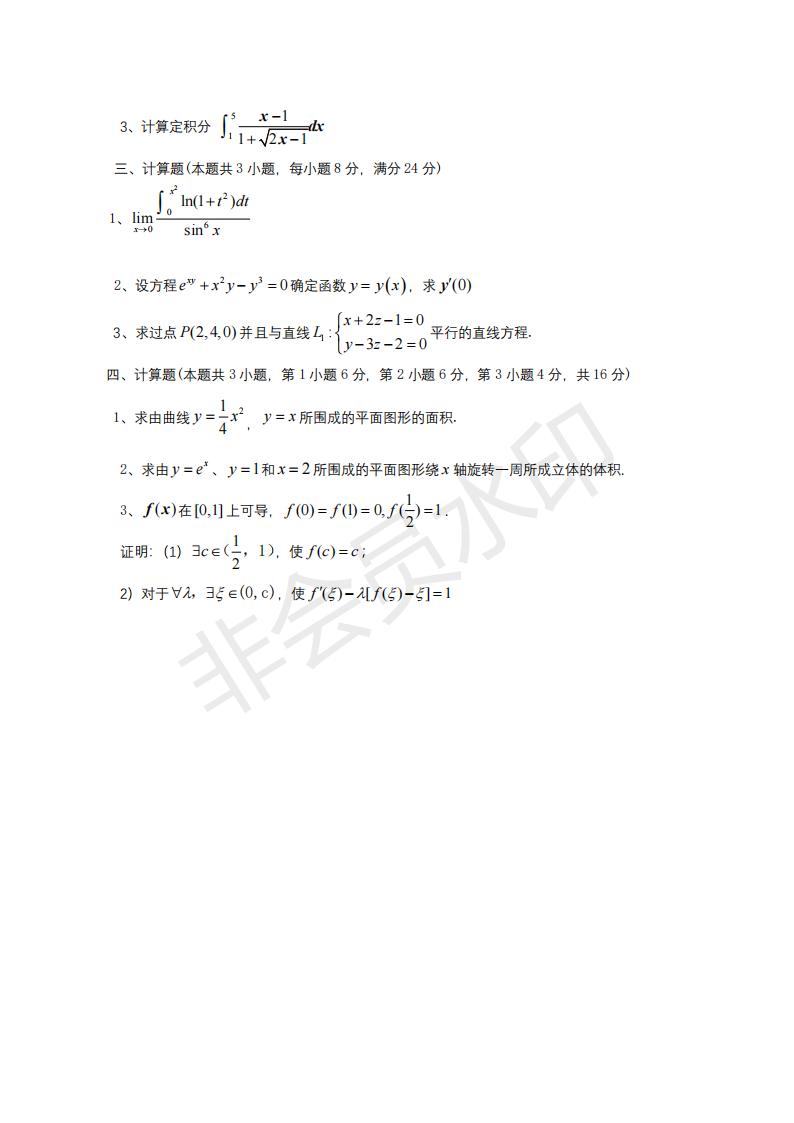 3、计算定积分 $\int_{1}^{5}\frac{x-1}{1+\sqrt{2x-1}}dx$
三、计算题(本题共 3 小题，每小题 8 分，满分 24 分)
1、$\lim_{x\to 0}\frac{\int_{0}^{x^2}\ln(1+t^2)dt}{\sin^6 x}$
2、设方程 $e^{xy}+x^2y-y^3=0$ 确定函数 $y=y(x)$，求 $y'(0)$
3、求过点 $P(2,4,0)$ 并且与直线 $L_1:\begin{cases}x+2z-1=0\\y-3z-2=0\end{cases}$ 平行的直线方程.
四、计算题(本题共 3 小题，第 1 小题 6 分，第 2 小题 6 分，第 3 小题 4 分，共 16 分)
1、求由曲线 $y=\frac{1}{4}x^2$，$y=x$ 所围成的平面图形的面积.
2、求由 $y=e^x$、$y=1$ 和 $x=2$ 所围成的平面图形绕 $x$ 轴旋转一周所成立体的体积.
3、$f(x)$ 在 $[0,1]$ 上可导，$f(0)=f(1)=0, f(\frac{1}{2})=1$.
证明：(1) $\exists c\in(\frac{1}{2}，1)$，使 $f(c)=c$;
2) 对于 $\forall\lambda，\exists\xi\in(0,c)$，使 $f'(\xi)-\lambda[f(\xi)-\xi]=1$
非会员水印